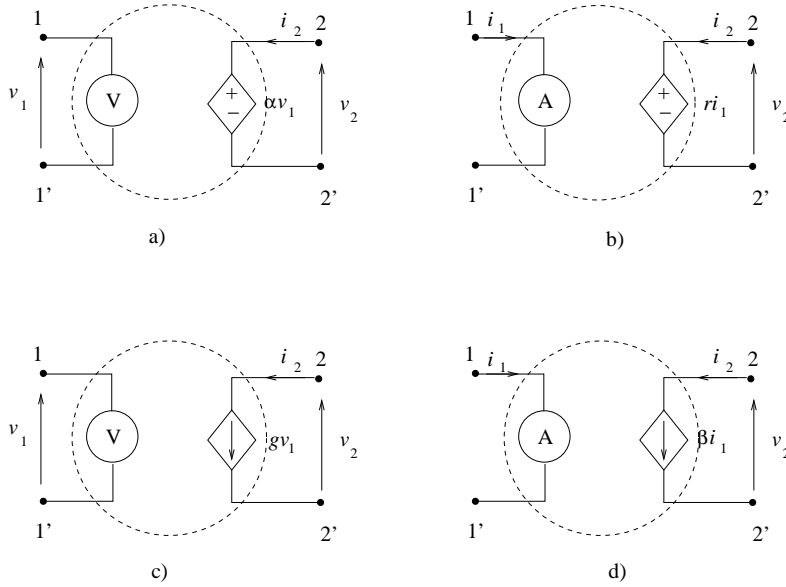 1
i 2
2
v 1
V
+
−
αv 1
v 2
1'
2'
a)
1
i 1
i 2
2
A
+
−
ri 1
v 2
1'
2'
b)
1
i 2
2
v 1
V
gv 1
v 2
1'
2'
c)
1
i 1
i 2
2
A
βi 1
v 2
1'
2'
d)